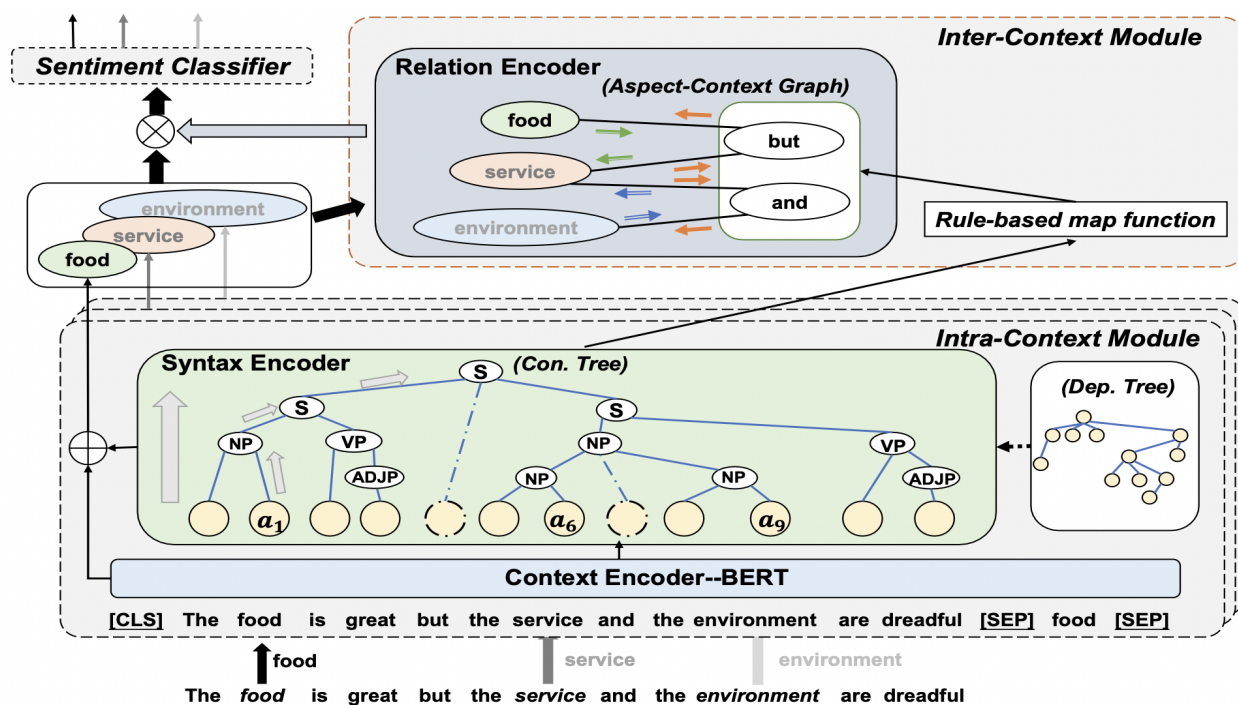 Inter-Context Module
Sentiment Classifier
Relation Encoder
(Aspect-Context Graph)
food
but
service
and
environment
Rule-based map function
environment
service
food
Intra-Context Module
Syntax Encoder
(Con. Tree)
(Dep. Tree)
S
S
S
NP
VP
NP
VP
ADJP
NP
NP
ADJP
a1
a6
a9
Context Encoder--BERT
[CLS] The food is great but the service and the environment are dreadful [SEP] food [SEP]
food
service
environment
The food is great but the service and the environment are dreadful